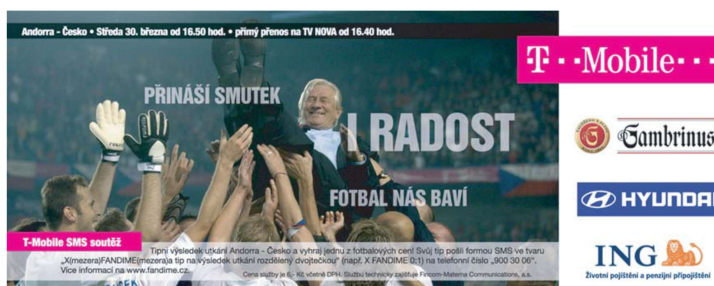 Andorra - Česko • Středa 30. března od 16.50 hod. • přímý přenos na TV NOVA od 16.40 hod.
T··Mobile···
PŘINÁŠÍ SMUTEK
I RADOST
Gambrinus
FOTBAL NÁS BAVÍ
HYUNDAI
T-Mobile SMS soutěž
Tipni výsledek utkání Andorra - Česko a vyhraj jednu z fotbalových cen! Svůj tip pošli formou SMS ve tvaru
„X(mezera)FANDIME(mezera)a tip na výsledek utkání rozdělený dvojtečkou" (např. X FANDIME 0:1) na telefonní číslo „900 30 06".
Více informací na www.fandime.cz.
Cena služby je 6,- Kč včetně DPH. Službu technicky zajišťuje Fincom-Materna Communications, a.s.
ING
Životní pojištění a penzijní připojištění